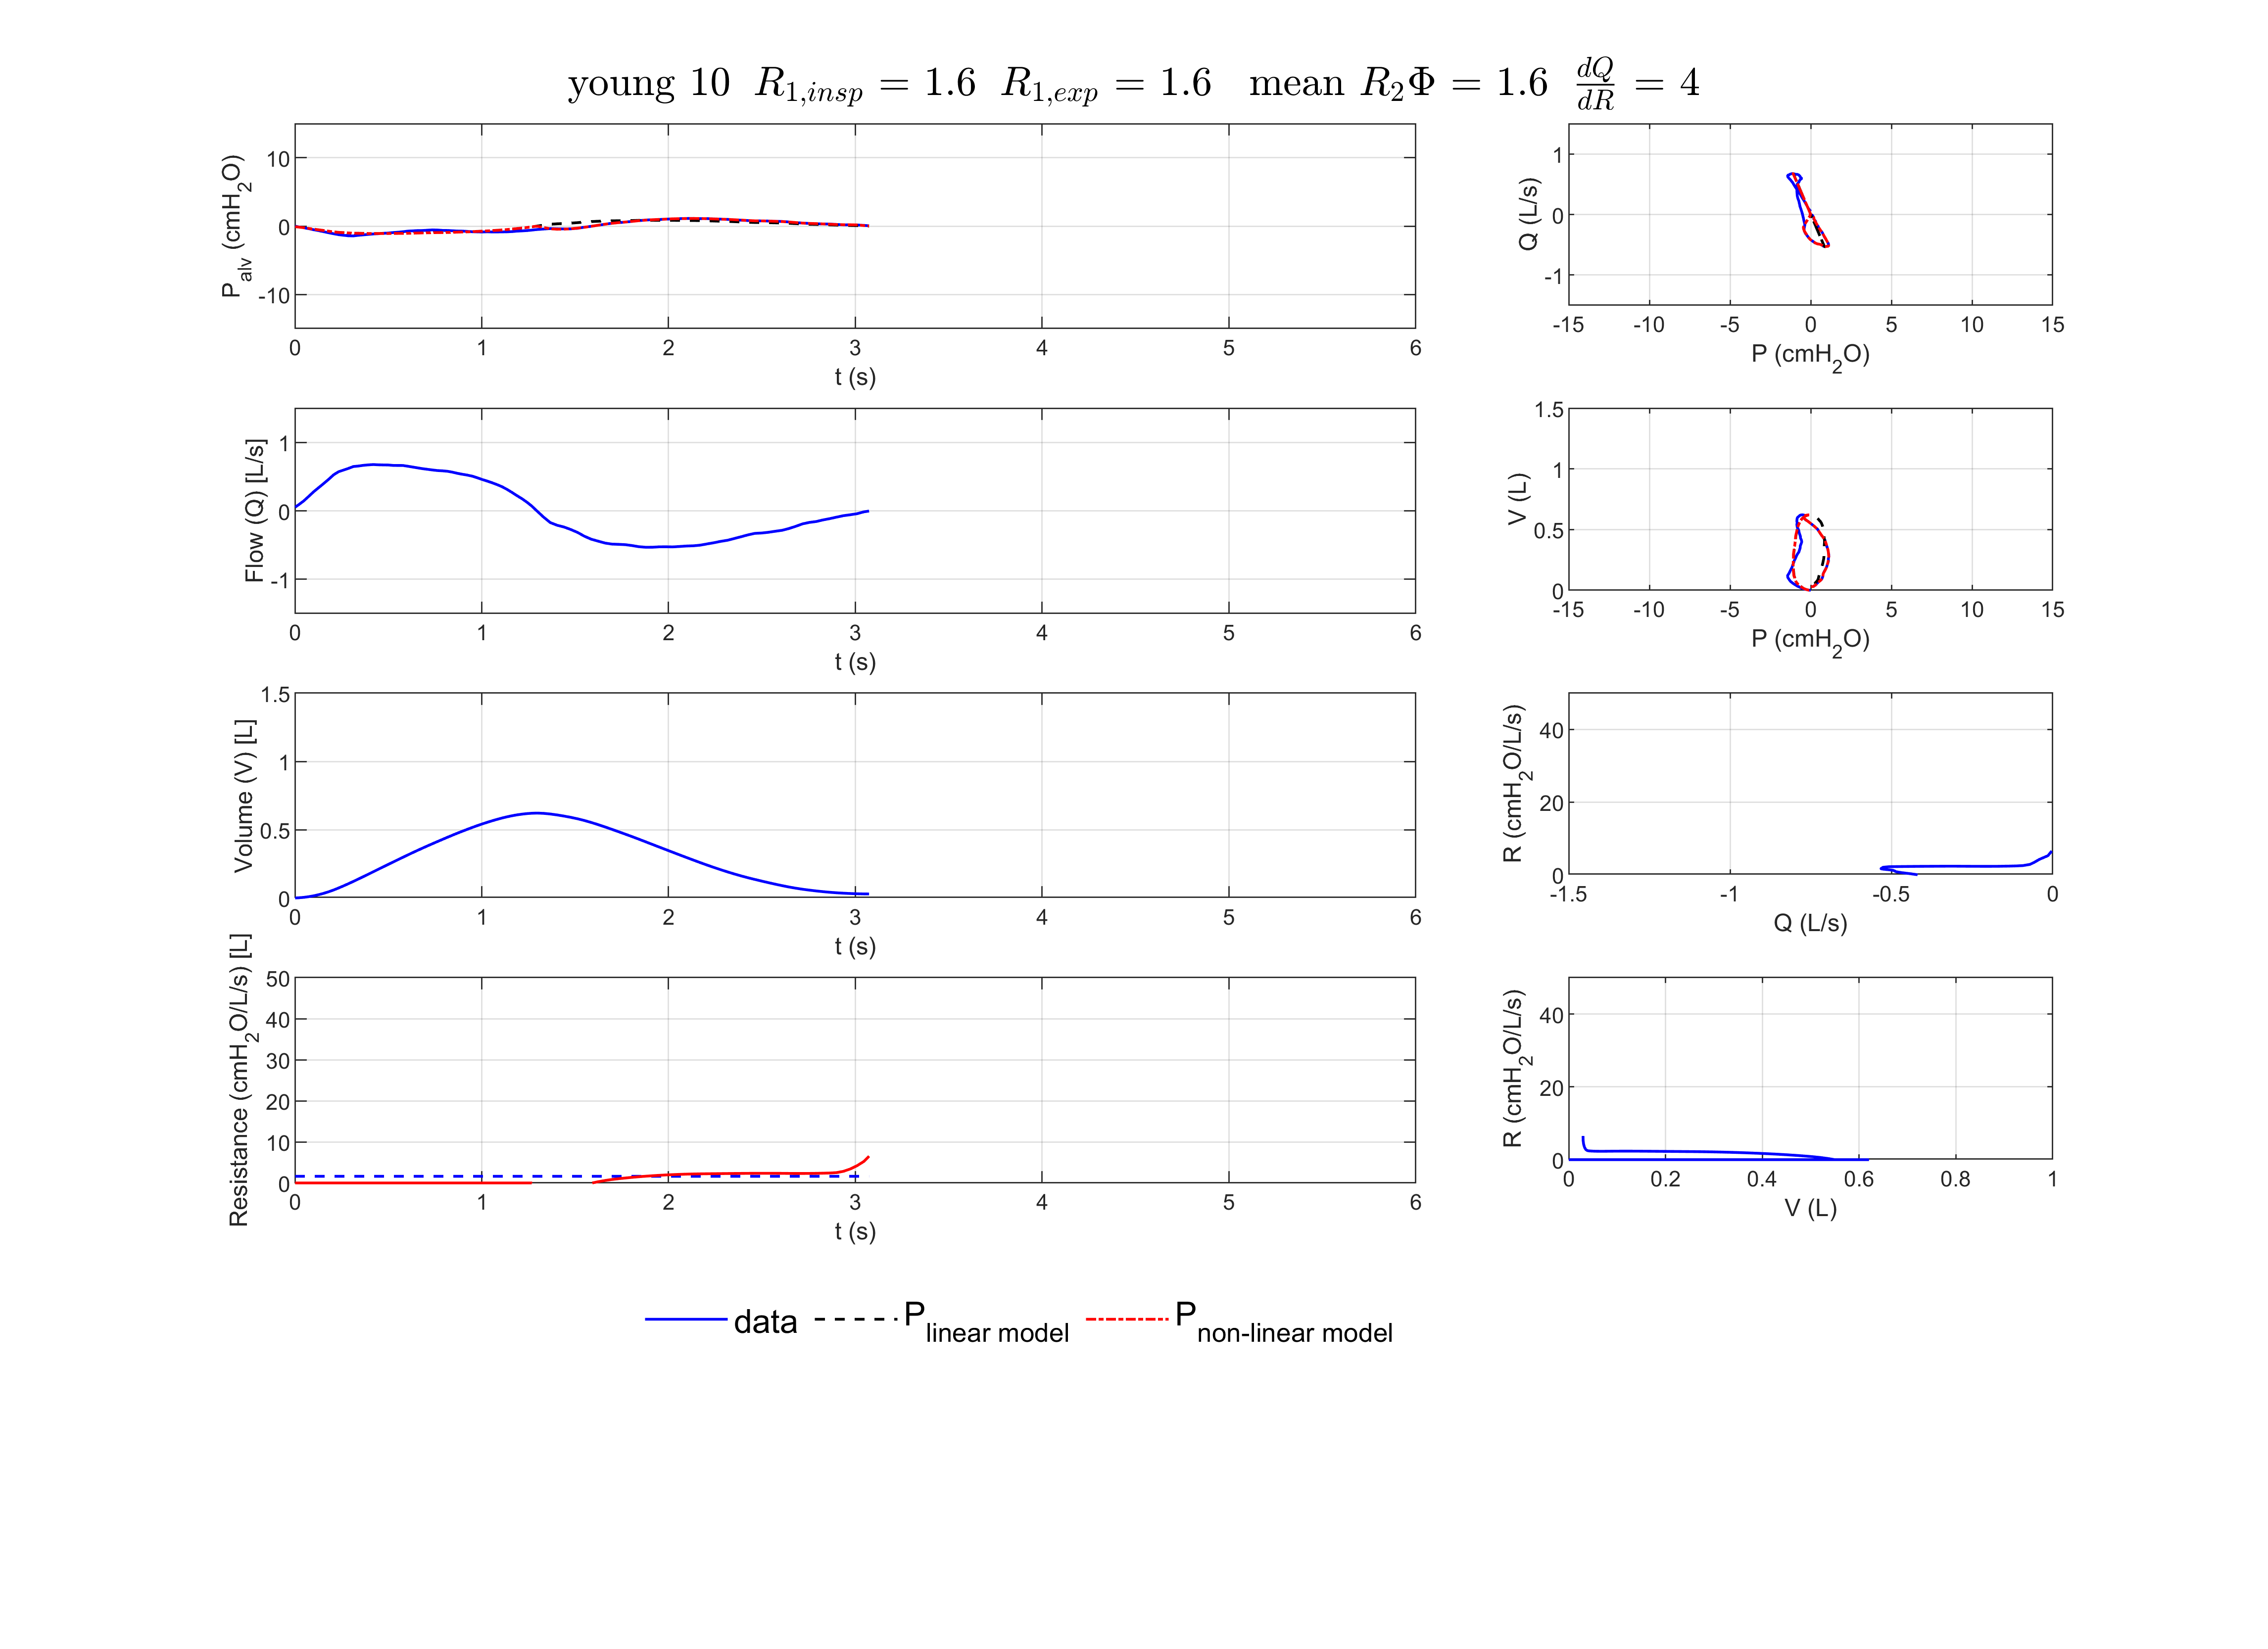 young 10 R1,insp = 1.6 R1,exp = 1.6 mean R2Φ = 1.6 dQ/dR = 4
10
0
-10
Palv (cmH2O)
0 1 2 3 4 5 6
t (s)
1
0
-1
Q (L/s)
-15 -10 -5 0 5 10 15
P (cmH2O)
1
0
-1
Flow (Q) [L/s]
0 1 2 3 4 5 6
t (s)
1.5
1
0.5
0
V (L)
-15 -10 -5 0 5 10 15
P (cmH2O)
1.5
1
0.5
0
Volume (V) [L]
0 1 2 3 4 5 6
t (s)
40
20
0
R (cmH2O/L/s)
-1.5 -1 -0.5 0
Q (L/s)
50
40
30
20
10
0
Resistance (cmH2O/L/s) [L]
0 1 2 3 4 5 6
t (s)
40
20
0
R (cmH2O/L/s)
0 0.2 0.4 0.6 0.8 1
V (L)
data Plinear model Pnon-linear model